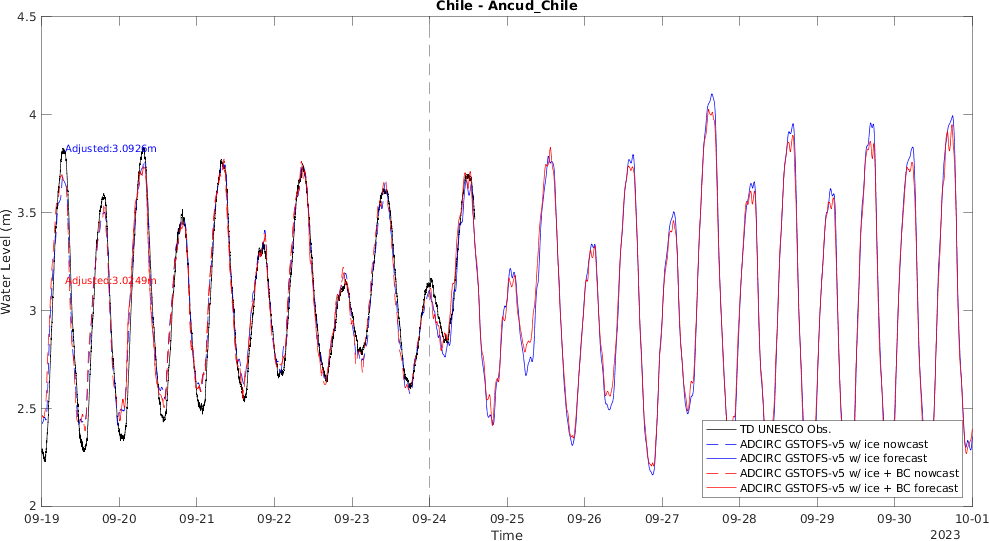 Chile - Ancud_Chile
4.5
4
3.5
3
2.5
2
Water Level (m)
Adjusted:3.0926m
Adjusted:3.0249m
TD UNESCO Obs.
ADCIRC GSTOFS-v5 w/ ice nowcast
ADCIRC GSTOFS-v5 w/ ice forecast
ADCIRC GSTOFS-v5 w/ ice + BC nowcast
ADCIRC GSTOFS-v5 w/ ice + BC forecast
09-19 09-20 09-21 09-22 09-23 09-24 09-25 09-26 09-27 09-28 09-29 09-30 10-01
Time
2023